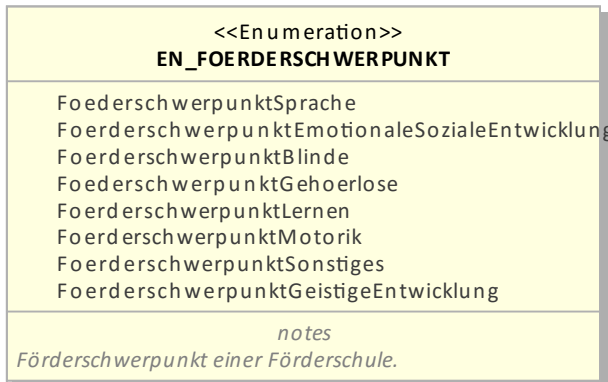 <<Enumeration>>
EN_FOERDERSCHWERPUNKT
FoederschwerpunktSprache
FoerderschwerpunktEmotionaleSozialeEntwicklung
FoerderschwerpunktBlinde
FoederschwerpunktGehoerlose
FoerderschwerpunktLernen
FoerderschwerpunktMotorik
FoerderschwerpunktSonstiges
FoerderschwerpunktGeistigeEntwicklung
notes
Förderschwerpunkt einer Förderschule.